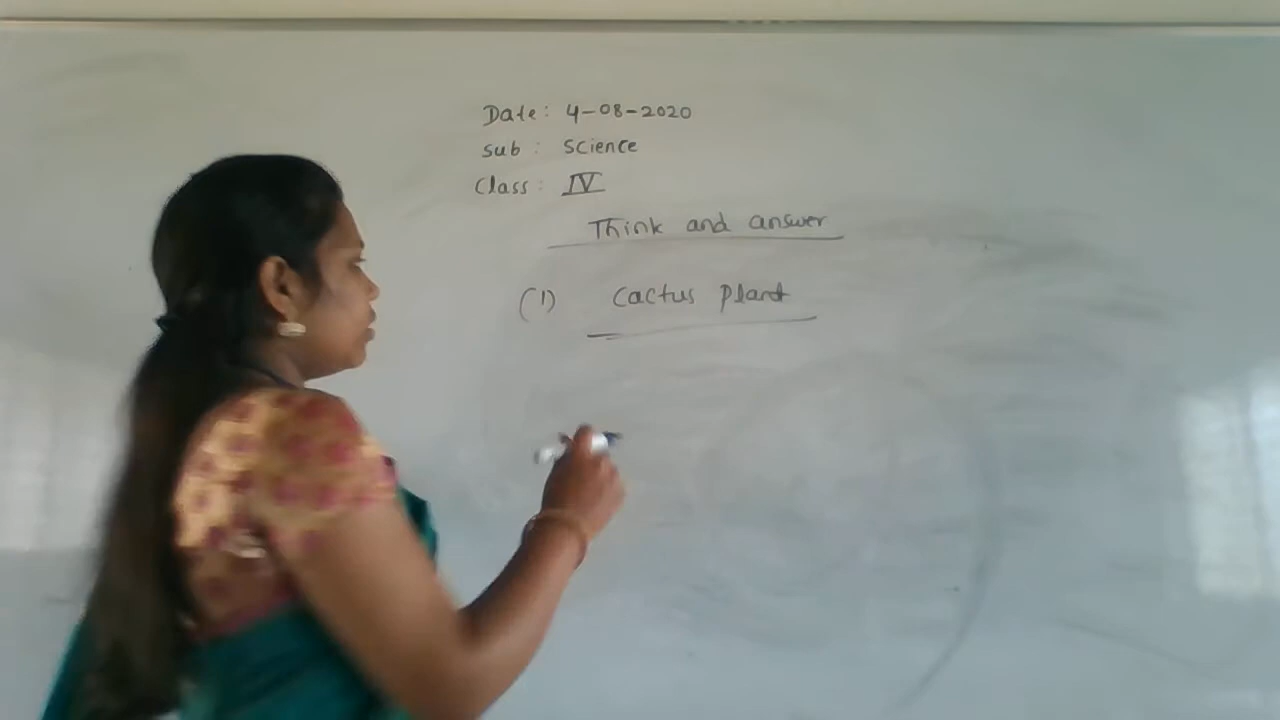 Date: 4-08-2020
Sub: Science
Class: IV
Think and answer
(1) Cactus Plant